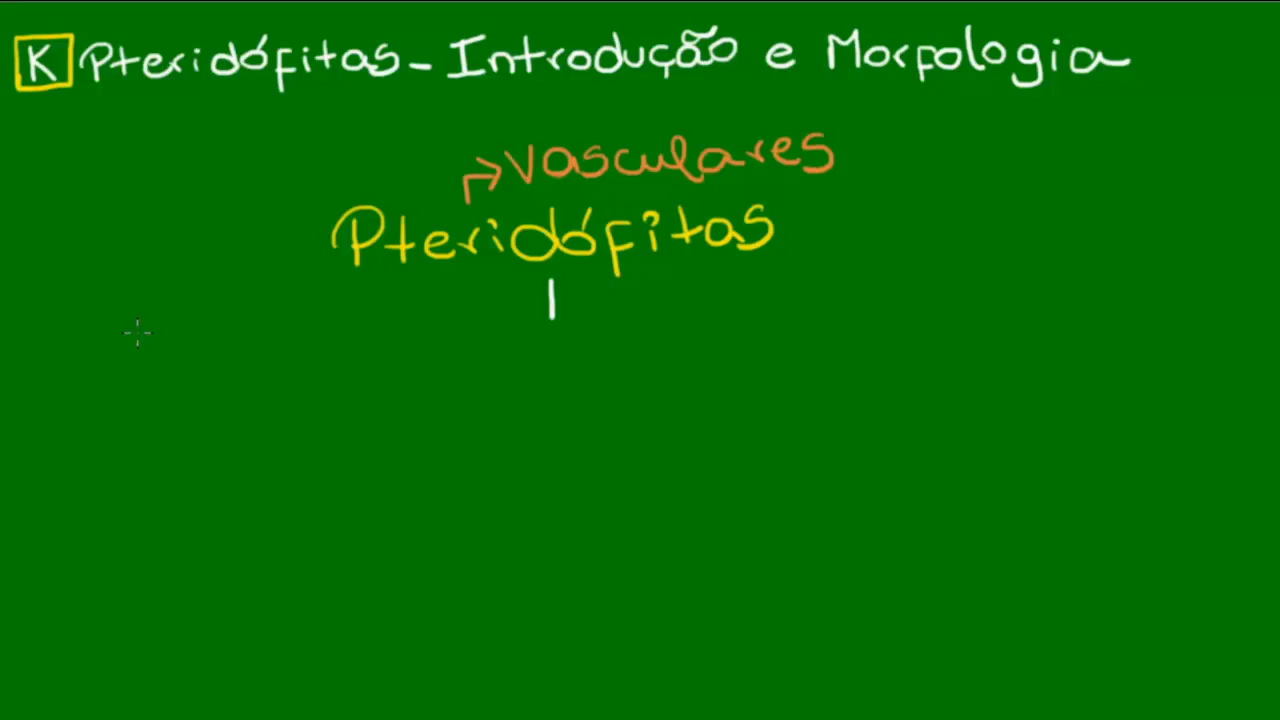 K Pteridófitas - Introdução e Morfologia
vasculares
Pteridófitas